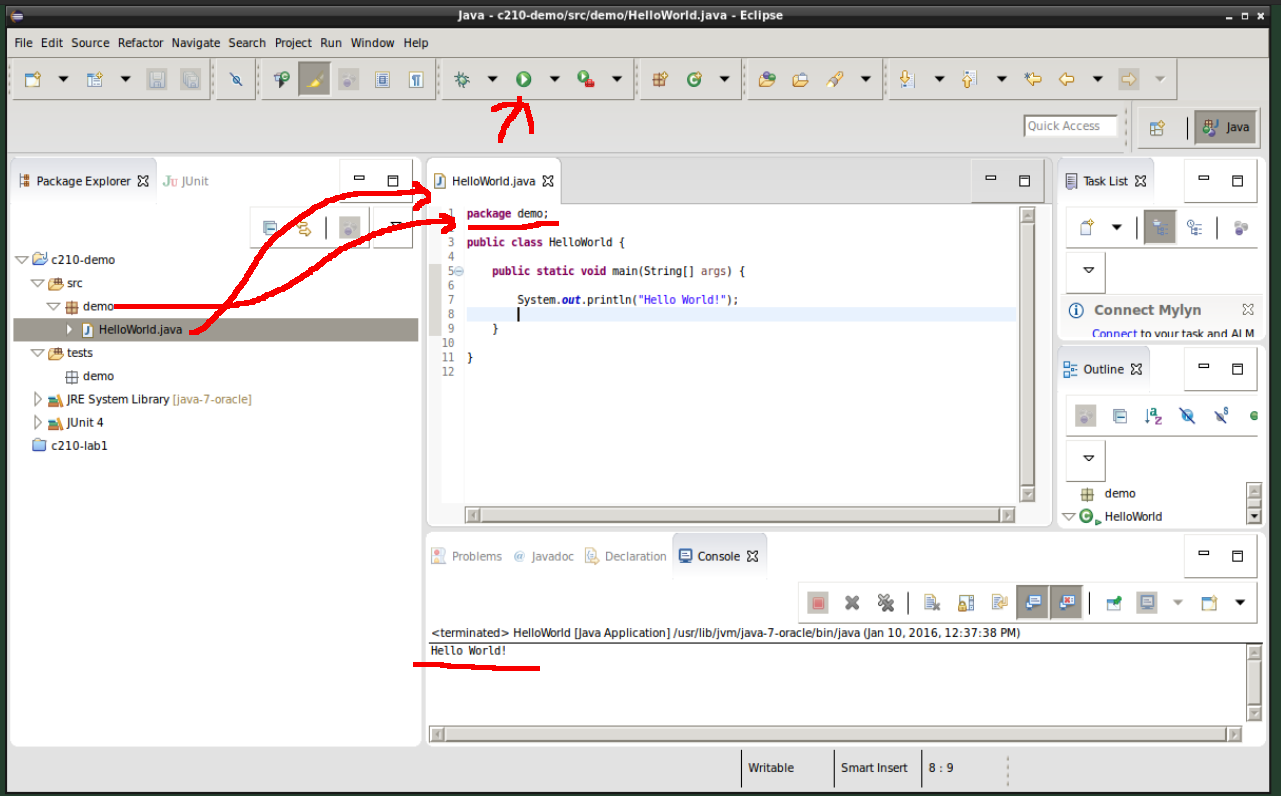 Java - c210-demo/src/demo/HelloWorld.java - Eclipse
File Edit Source Refactor Navigate Search Project Run Window Help
Quick Access
Java
Package Explorer
JUnit
c210-demo
src
demo
HelloWorld.java
tests
demo
JRE System Library [java-7-oracle]
JUnit 4
c210-lab1
HelloWorld.java
1 package demo;
3 public class HelloWorld {
4
5 public static void main(String[] args) {
6
7 System.out.println("Hello World!");
8
9 }
10
11 }
12
Task List
Connect Mylyn
Connect to your task and ALM
Outline
demo
HelloWorld
Problems @ Javadoc Declaration Console
<terminated> HelloWorld [Java Application] /usr/lib/jvm/java-7-oracle/bin/java (Jan 10, 2016, 12:37:38 PM)
Hello World!
Writable Smart Insert 8 : 9